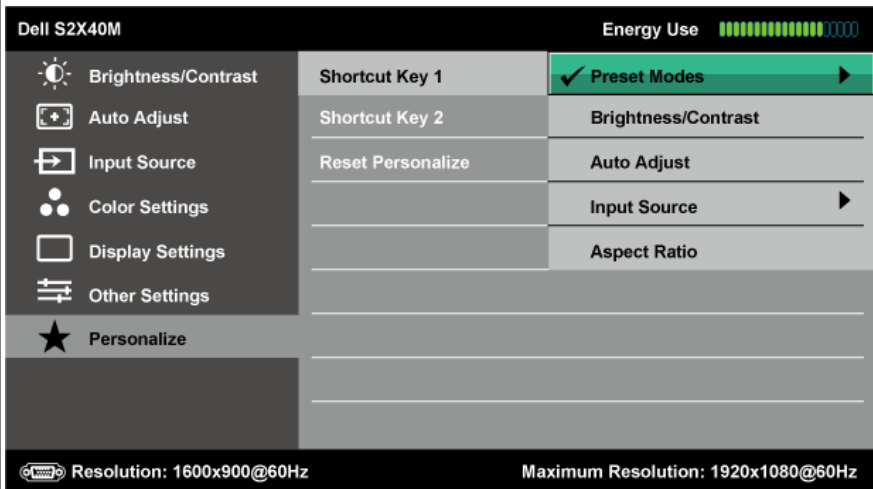 Dell S2X40M
Energy Use
Brightness/Contrast
Auto Adjust
Input Source
Color Settings
Display Settings
Other Settings
Personalize
Shortcut Key 1
Shortcut Key 2
Reset Personalize
Preset Modes
Brightness/Contrast
Auto Adjust
Input Source
Aspect Ratio
Resolution: 1600x900@60Hz
Maximum Resolution: 1920x1080@60Hz